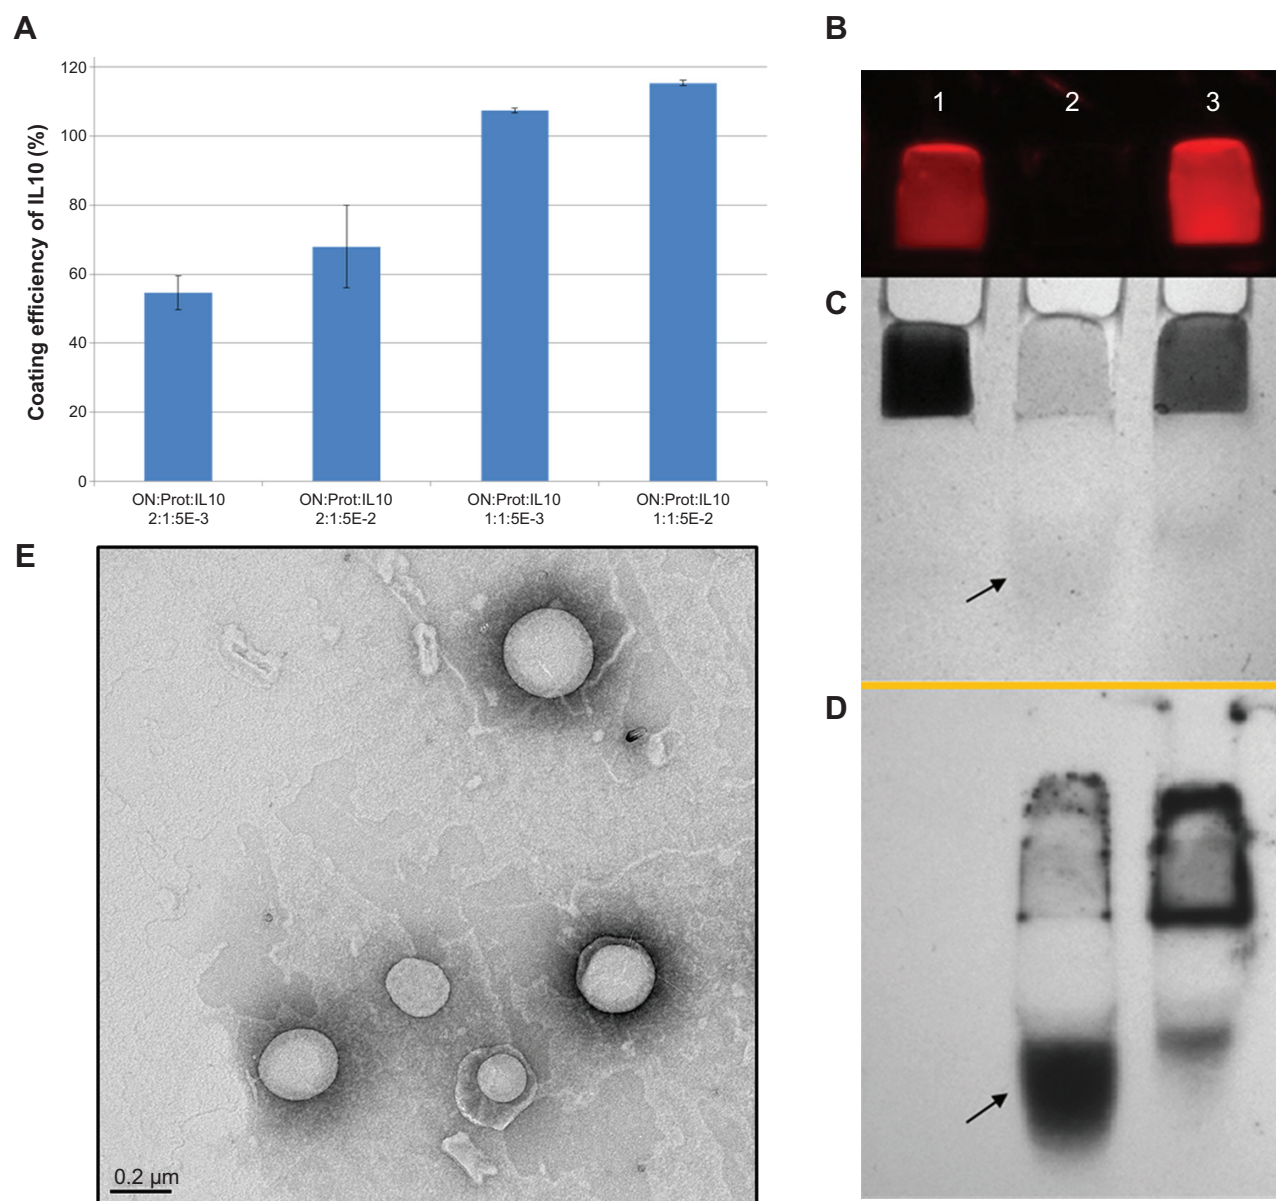 A
B
120
100
80
60
40
20
0
Coating efficiency of IL10 (%)
ON:Prot:IL10
2:1:5E-3
ON:Prot:IL10
2:1:5E-2
ON:Prot:IL10
1:1:5E-3
ON:Prot:IL10
1:1:5E-2
1 2 3
C
D
E
0.2 µm